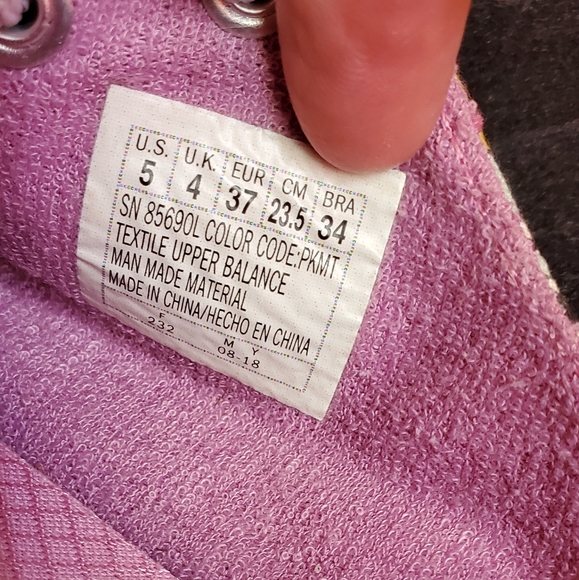 U.S. U.K. EUR CM BRA
5 4 37 23.5 34
SN 85690L COLOR CODE:PKMT
TEXTILE UPPER BALANCE
MAN MADE MATERIAL
MADE IN CHINA/HECHO EN CHINA
F M Y
232 08-18